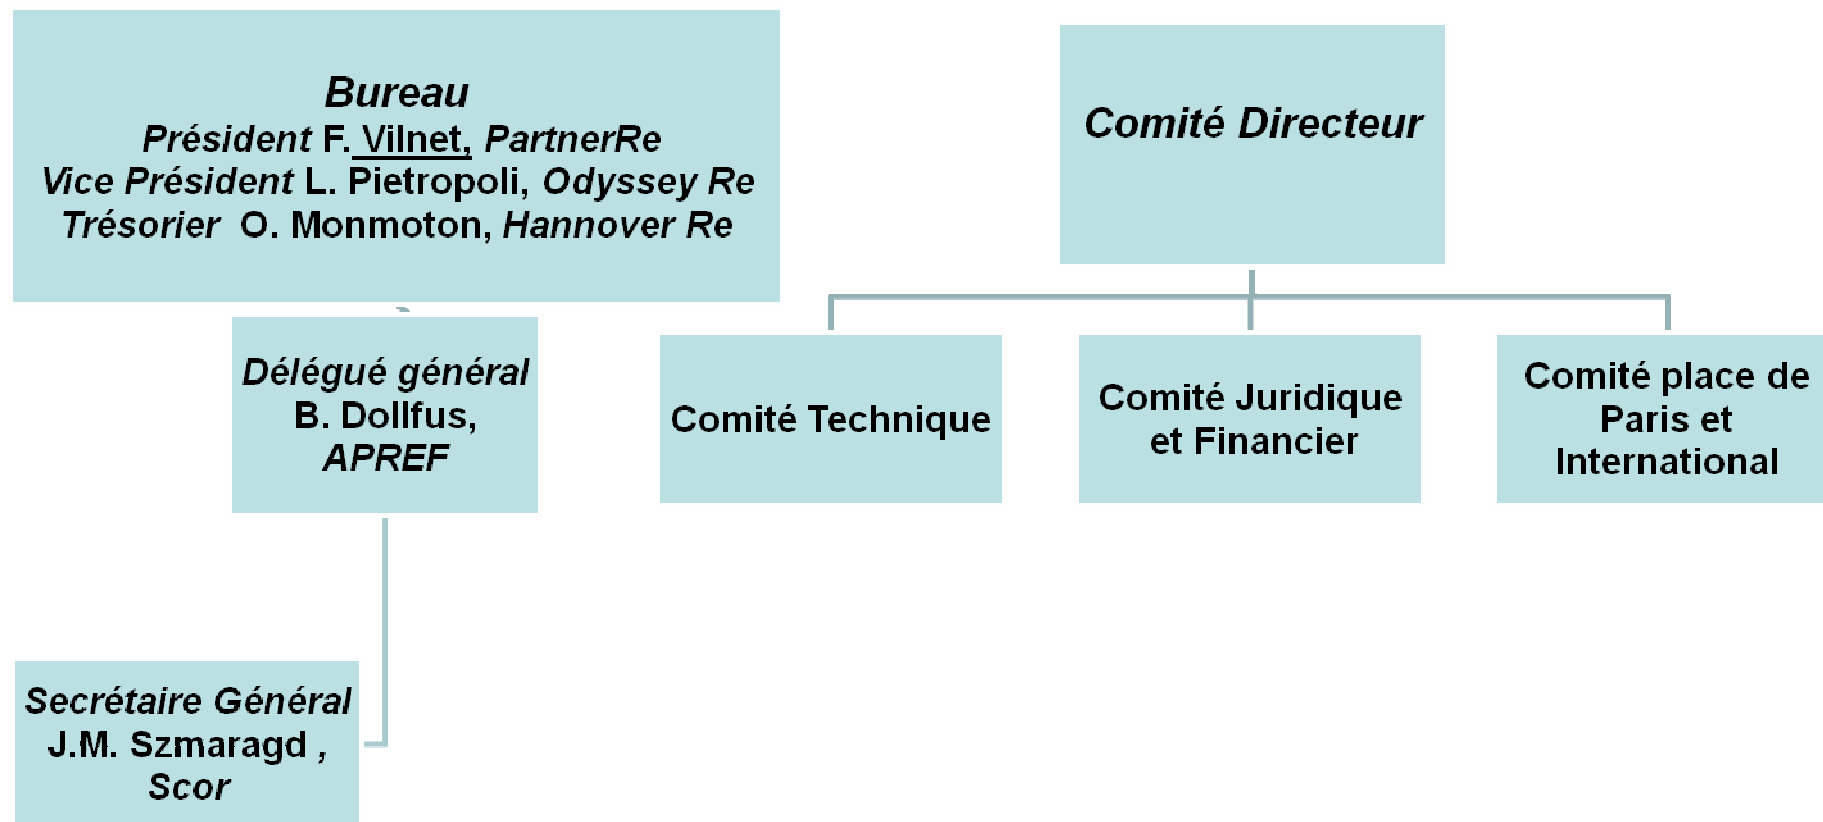 Bureau
Président F. Vilnet, PartnerRe
Vice Président L. Pietropoli, Odyssey Re
Trésorier O. Monmoton, Hannover Re
Comité Directeur
Délégué général
B. Dollfus,
APREF
Comité Technique
Comité Juridique
et Financier
Comité place de
Paris et
International
Secrétaire Général
J.M. Szmaragd ,
Scor